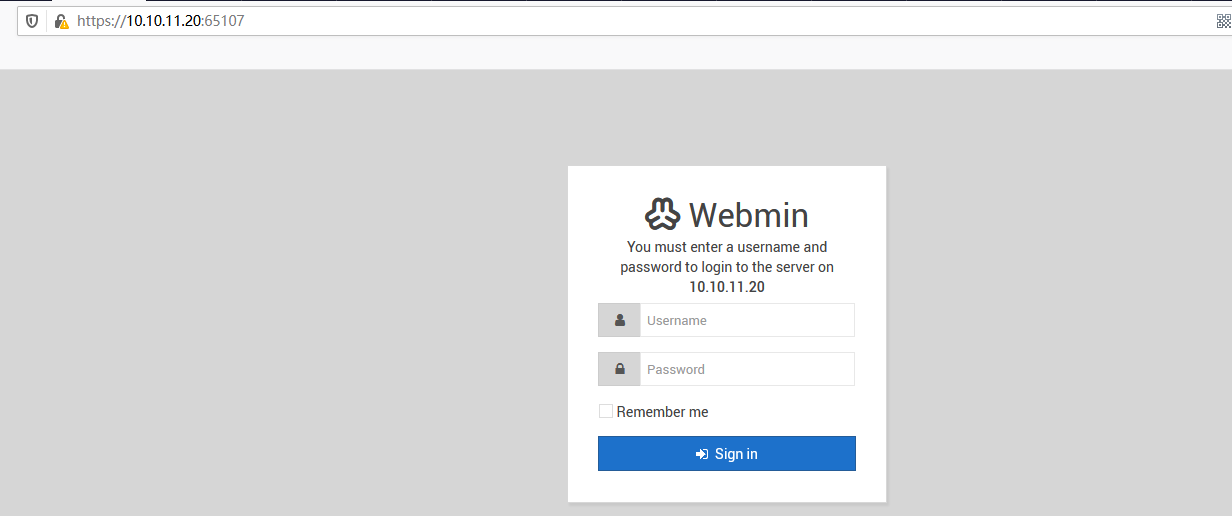 https://10.10.11.20:65107
Webmin
You must enter a username and
password to login to the server on
10.10.11.20
Username
Password
Remember me
Sign in